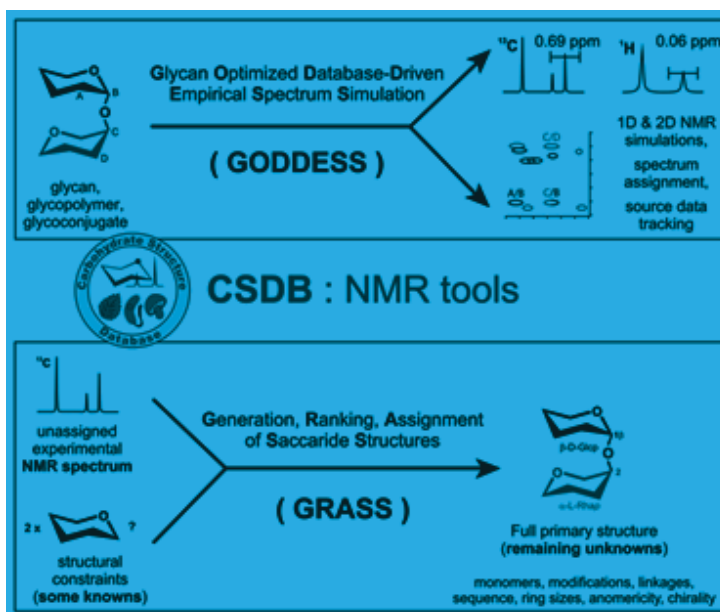 Glycan Optimized Database-Driven
Empirical Spectrum Simulation
( GODDESS )
A
B
O
O
C
O
D
glycan,
glycopolymer,
glycoconjugate
¹³C
0.69 ppm
¹H
0.06 ppm
C/D
A/B
C/B
1D & 2D NMR
simulations,
spectrum
assignment,
source data
tracking
Carbohydrate Structure
Database
CSDB : NMR tools
¹³C
unassigned
experimental
NMR spectrum
2 x
O
?
structural
constraints
(some knowns)
Generation, Ranking, Assignment
of Saccaride Structures
( GRASS )
O
β-D-Glcp
O
O
2
α-L-Rhap
Full primary structure
(remaining unknowns)
monomers, modifications, linkages,
sequence, ring sizes, anomericity, chirality